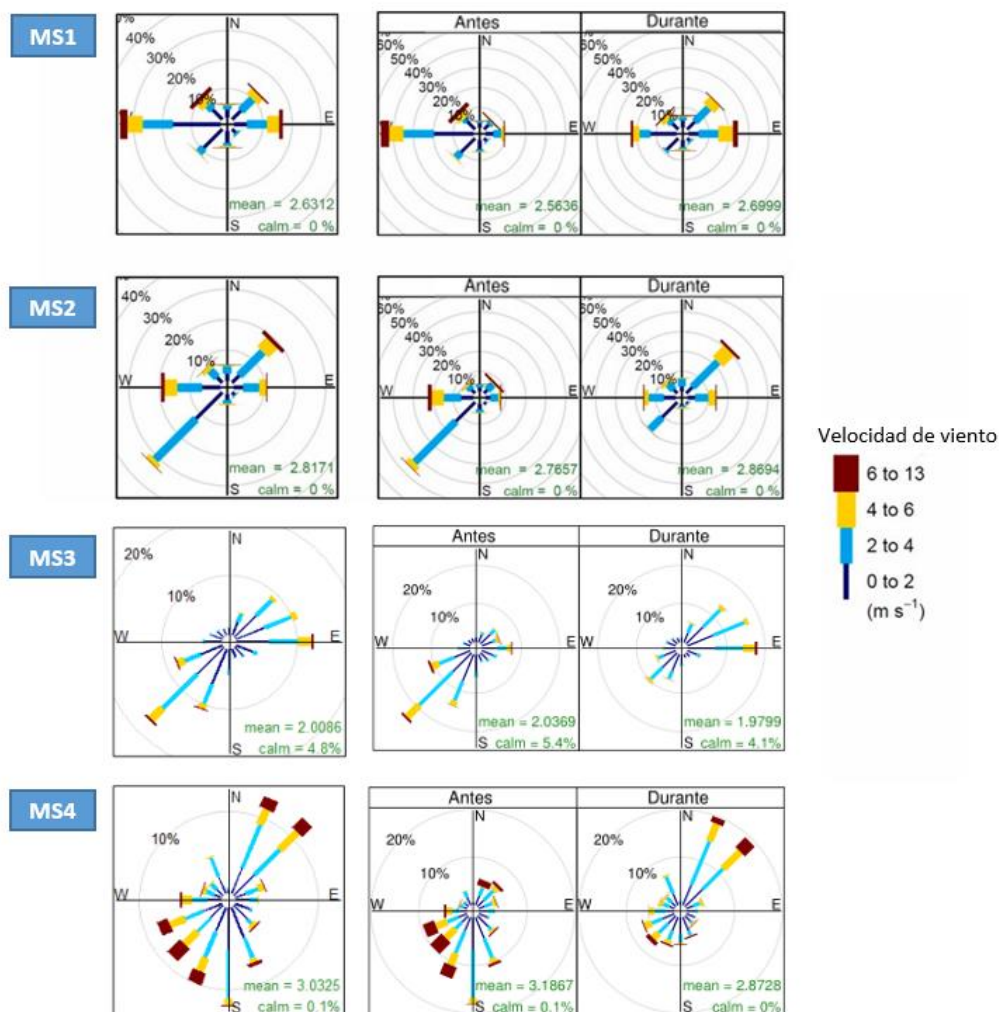 MS1
40%
30%
20%
10%
N
E
S
mean = 2.6312
calm = 0 %
Antes
Durante
60%
50%
40%
30%
20%
10%
N
W
E
S
mean = 2.5636
calm = 0 %
60%
50%
40%
30%
20%
10%
N
W
E
S
mean = 2.6999
calm = 0 %
MS2
40%
30%
20%
10%
N
W
E
S
mean = 2.8171
calm = 0 %
Antes
Durante
50%
40%
30%
20%
10%
N
W
E
S
mean = 2.7657
calm = 0 %
60%
50%
40%
30%
20%
10%
N
W
E
S
mean = 2.8694
calm = 0 %
Velocidad de viento
6 to 13
4 to 6
2 to 4
0 to 2
(m s⁻¹)
MS3
20%
10%
N
W
E
S
mean = 2.0086
calm = 4.8%
Antes
Durante
20%
10%
N
W
E
S
mean = 2.0369
calm = 5.4%
20%
10%
N
W
E
S
mean = 1.9799
calm = 4.1%
MS4
10%
N
W
E
S
mean = 3.0325
calm = 0.1%
Antes
Durante
20%
10%
N
W
E
S
mean = 3.1867
calm = 0.1%
20%
10%
N
W
E
S
mean = 2.8728
calm = 0%